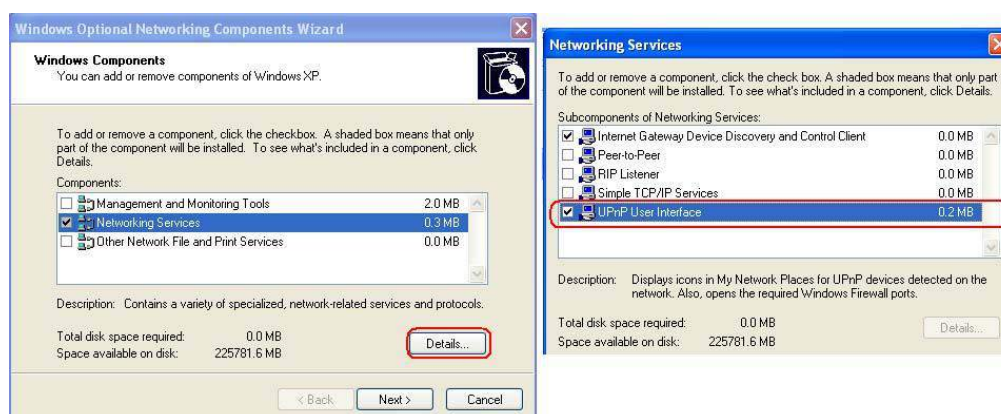 Windows Optional Networking Components Wizard
Windows Components
You can add or remove components of Windows XP.
To add or remove a component, click the checkbox. A shaded box means that only
part of the component will be installed. To see what's included in a component, click
Details.
Components:
Management and Monitoring Tools 2.0 MB
Networking Services 0.3 MB
Other Network File and Print Services 0.0 MB
Description: Contains a variety of specialized, network-related services and protocols.
Total disk space required: 0.0 MB
Space available on disk: 225781.6 MB
Details...
< Back
Next >
Cancel
Networking Services
To add or remove a component, click the check box. A shaded box means that only part
of the component will be installed. To see what's included in a component, click Details.
Subcomponents of Networking Services:
Internet Gateway Device Discovery and Control Client 0.0 MB
Peer-to-Peer 0.0 MB
RIP Listener 0.0 MB
Simple TCP/IP Services 0.0 MB
UPnP User Interface 0.2 MB
Description: Displays icons in My Network Places for UPnP devices detected on the
network. Also, opens the required Windows Firewall ports.
Total disk space required: 0.0 MB
Space available on disk: 225781.6 MB
Details...